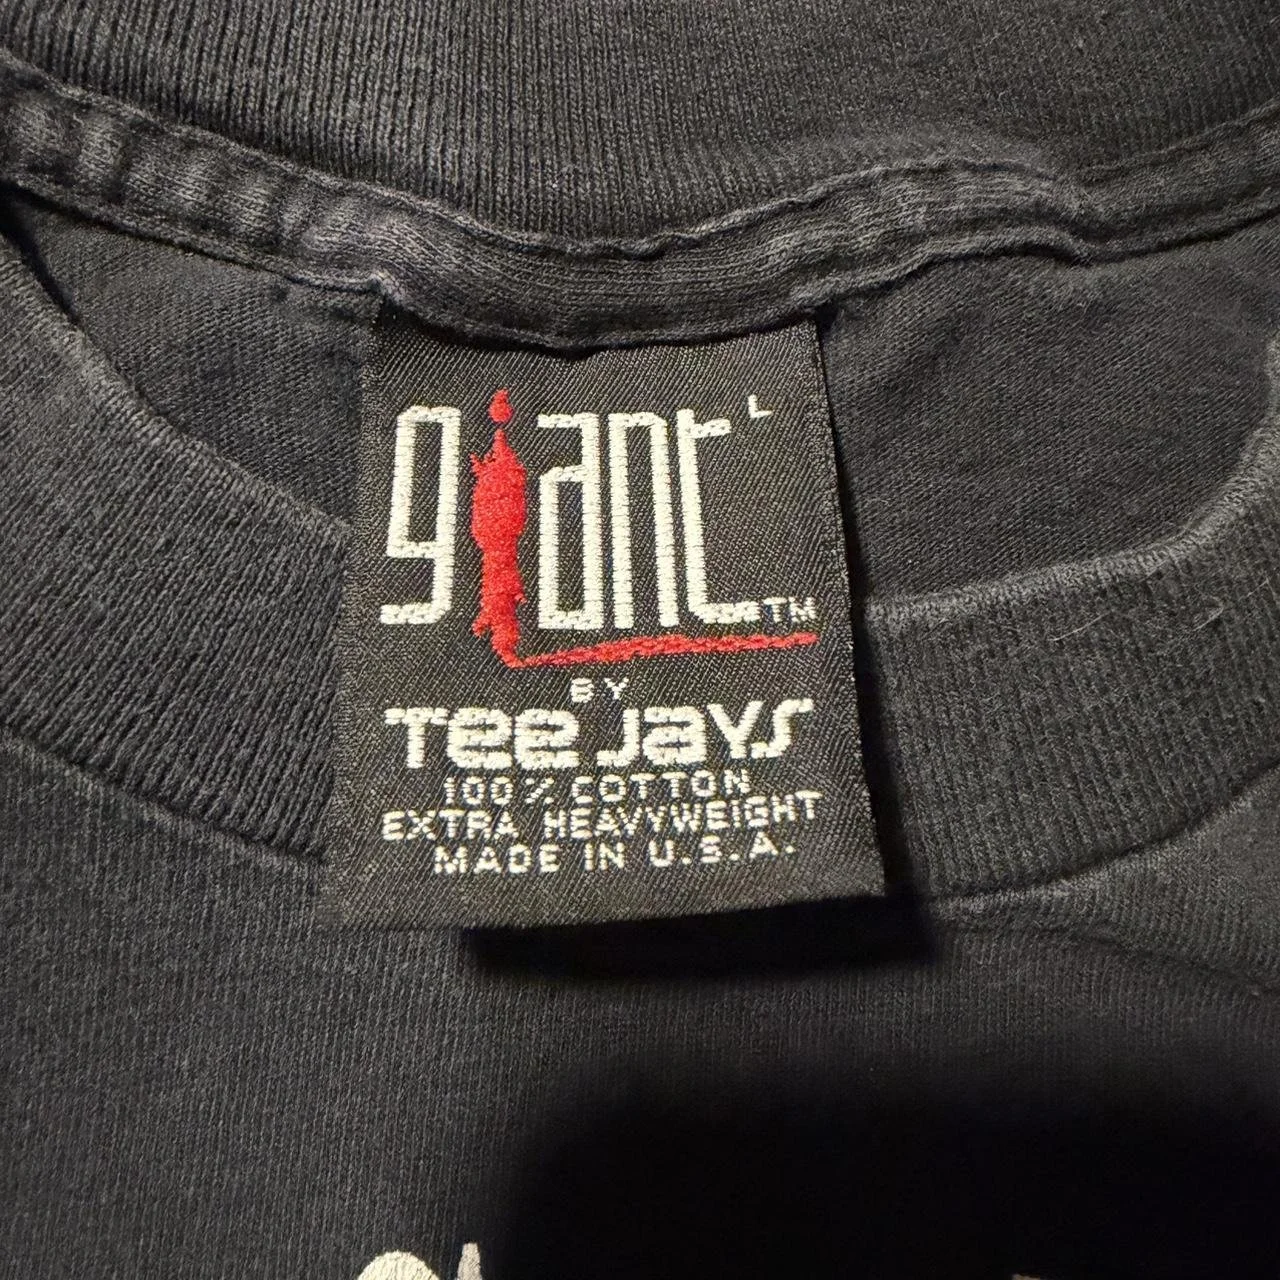 giant L
TM
BY
Tee Jays
100% COTTON
EXTRA HEAVYWEIGHT
MADE IN U.S.A.